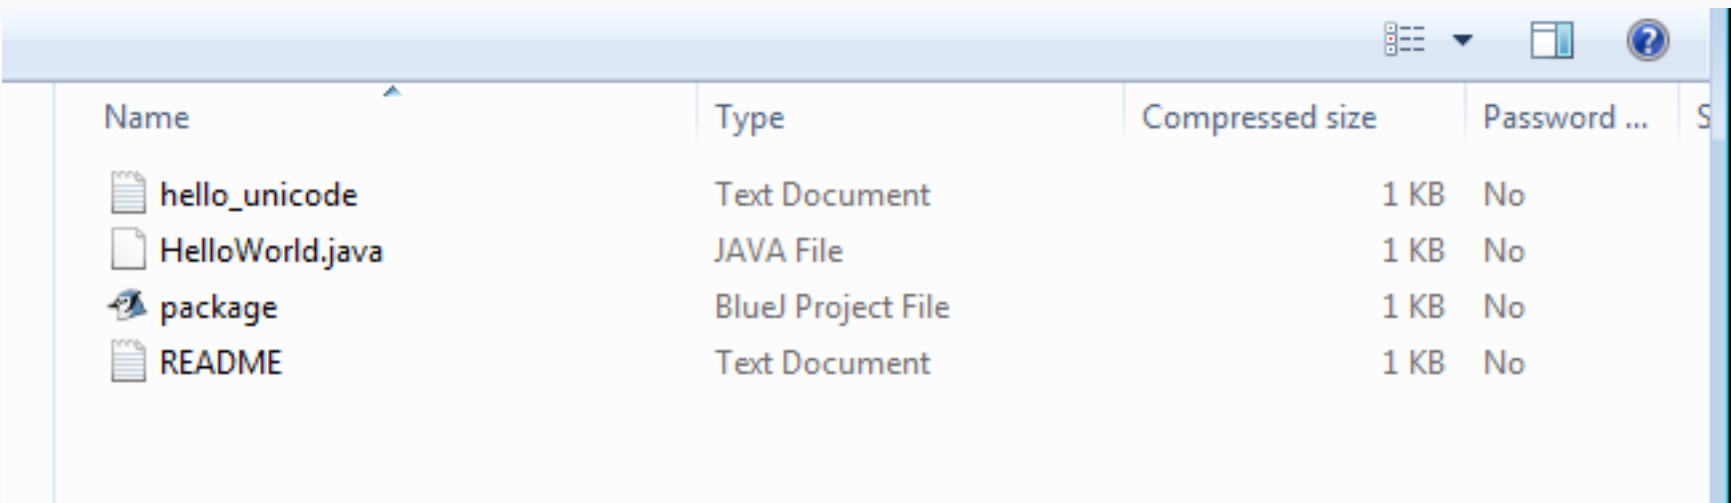 Name Type Compressed size Password ... S
hello_unicode Text Document 1 KB No
HelloWorld.java JAVA File 1 KB No
package BlueJ Project File 1 KB No
README Text Document 1 KB No